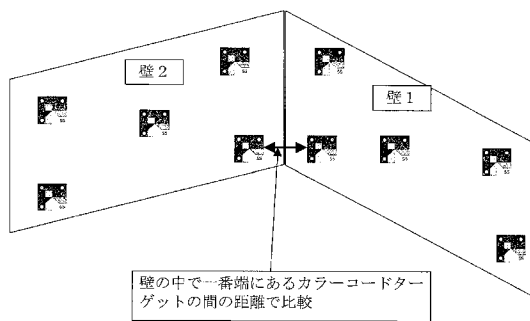 壁2
壁1
壁の中で一番端にあるカラーコードター
ゲットの間の距離で比較